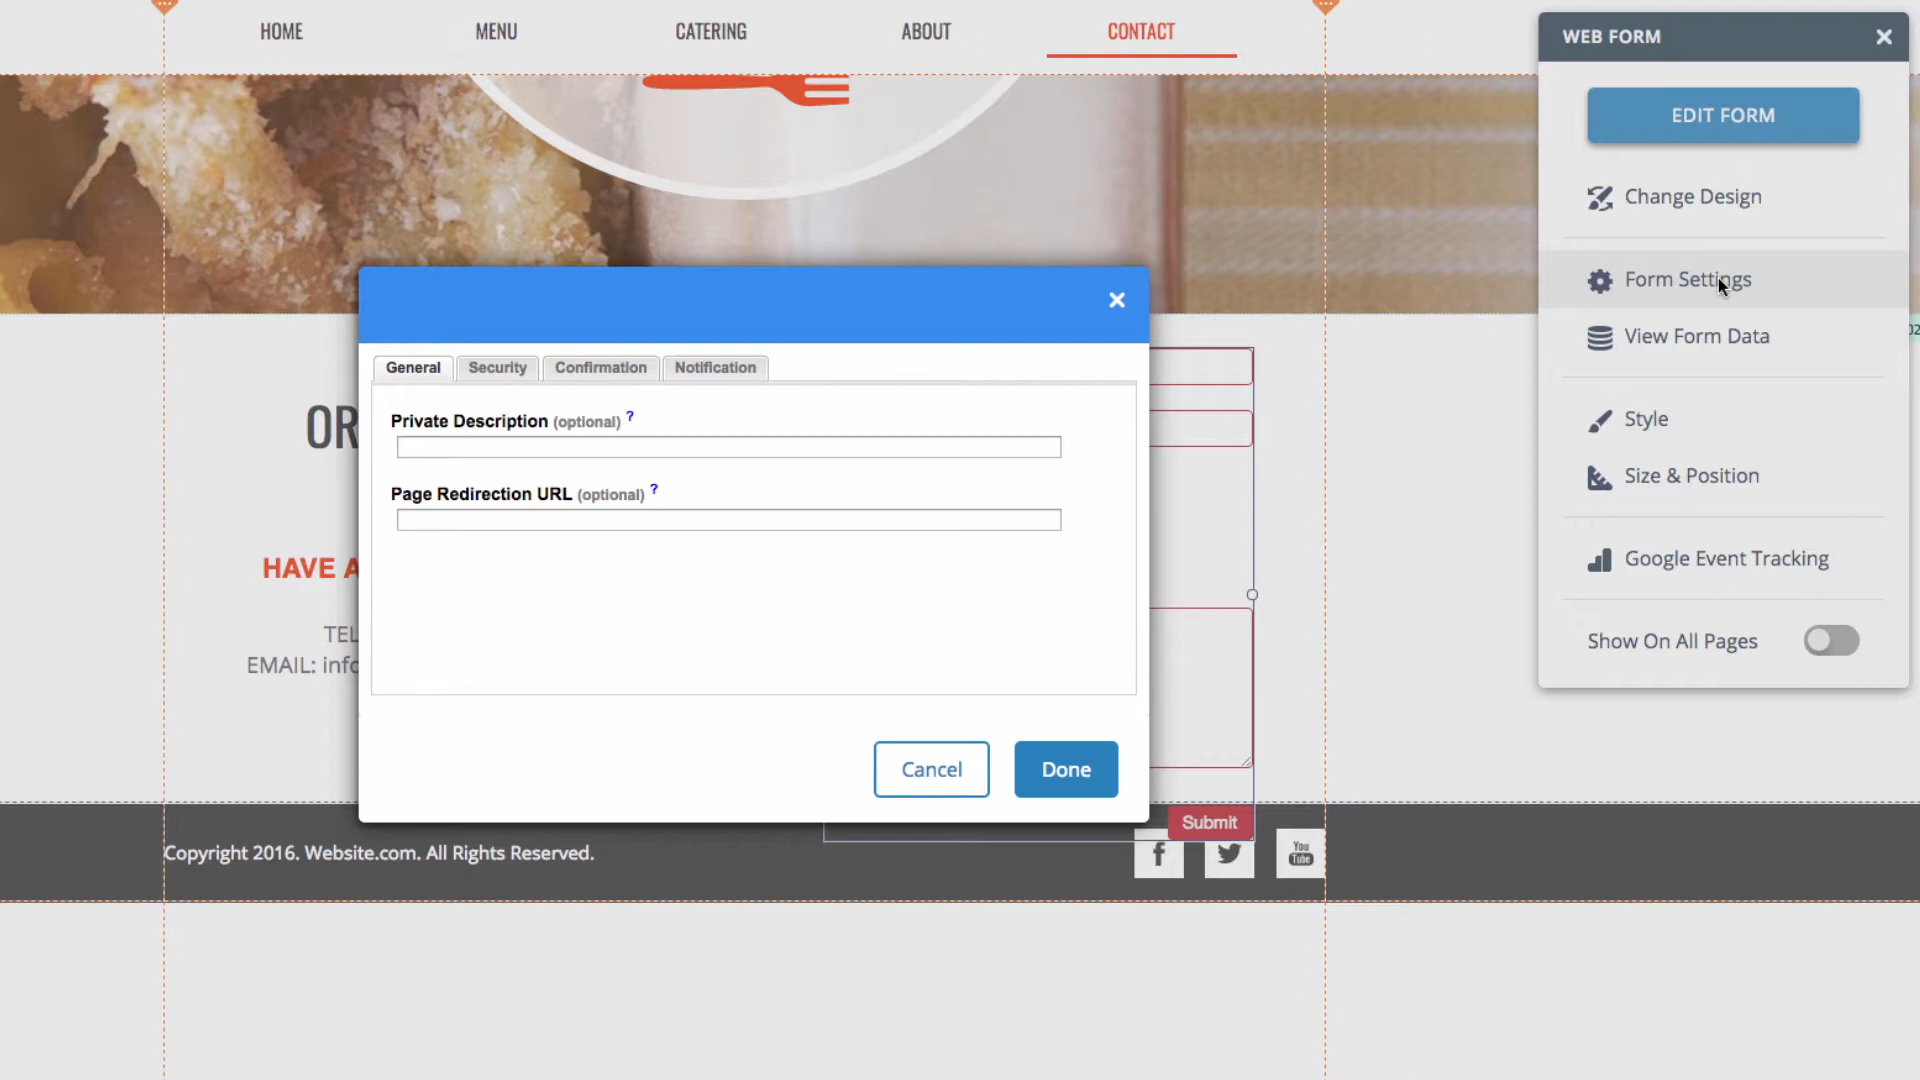 HOME MENU CATERING ABOUT CONTACT
WEB FORM
EDIT FORM
Change Design
Form Settings
View Form Data
Style
Size & Position
Google Event Tracking
Show On All Pages
General Security Confirmation Notification
Private Description (optional) ?
Page Redirection URL (optional) ?
Cancel Done
OR
HAVE A
TEL
EMAIL: info
Submit
Copyright 2016. Website.com. All Rights Reserved.
f
You
Tube
02